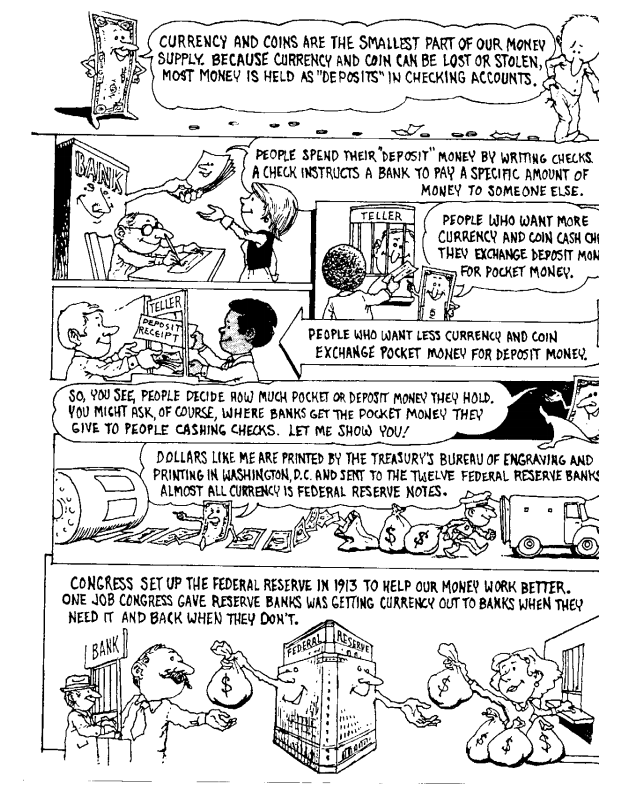 CURRENCY AND COINS ARE THE SMALLEST PART OF OUR MONEY
SUPPLY. BECAUSE CURRENCY AND COIN CAN BE LOST OR STOLEN,
MOST MONEY IS HELD AS "DEPOSITS" IN CHECKING ACCOUNTS.
BANK
PEOPLE SPEND THEIR "DEPOSIT" MONEY BY WRITING CHECKS.
A CHECK INSTRUCTS A BANK TO PAY A SPECIFIC AMOUNT OF
MONEY TO SOMEONE ELSE.
TELLER
PEOPLE WHO WANT MORE
CURRENCY AND COIN CASH
THEY EXCHANGE DEPOSIT
FOR POCKET MONEY.
TELLER
DEPOSIT
RECEIPT
PEOPLE WHO WANT LESS CURRENCY AND COIN
EXCHANGE POCKET MONEY FOR DEPOSIT MONEY.
SO, YOU SEE, PEOPLE DECIDE HOW MUCH POCKET OR DEPOSIT MONEY THEY HOLD.
YOU MIGHT ASK, OF COURSE, WHERE BANKS GET THE POCKET MONEY THEY
GIVE TO PEOPLE CASHING CHECKS. LET ME SHOW YOU!
DOLLARS LIKE ME ARE PRINTED BY THE TREASURY'S BUREAU OF ENGRAVING AND
PRINTING IN WASHINGTON, D.C. AND SENT TO THE TWELVE FEDERAL RESERVE BANKS
ALMOST ALL CURRENCY IS FEDERAL RESERVE NOTES.
$ $
CONGRESS SET UP THE FEDERAL RESERVE IN 1913 TO HELP OUR MONEY WORK BETTER.
ONE JOB CONGRESS GAVE RESERVE BANKS WAS GETTING CURRENCY OUT TO BANKS WHEN THEY
NEED IT AND BACK WHEN THEY DON'T.
BANK
FEDERAL RESERVE
$ $
$ $ $